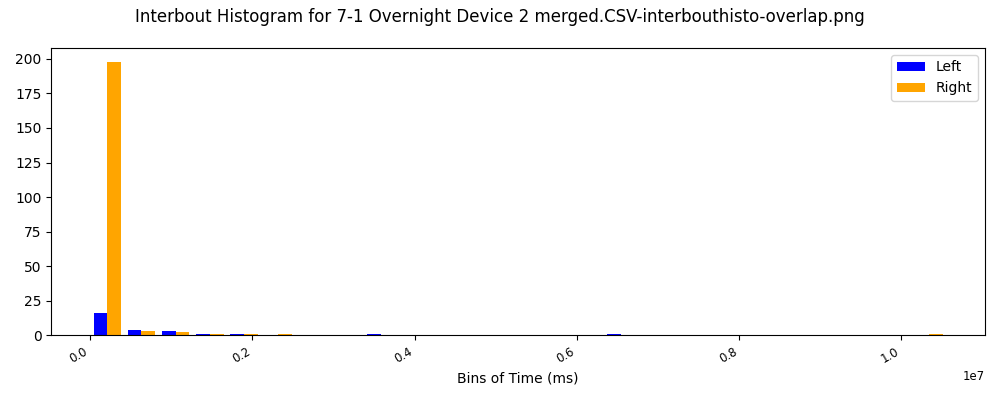 Interbout Histogram for 7-1 Overnight Device 2 merged.CSV-interbouthisto-overlap.png
200
175
150
125
100
75
50
25
0
Left
Right
0.0 0.2 0.4 0.6 0.8 1.0
1e7
Bins of Time (ms)